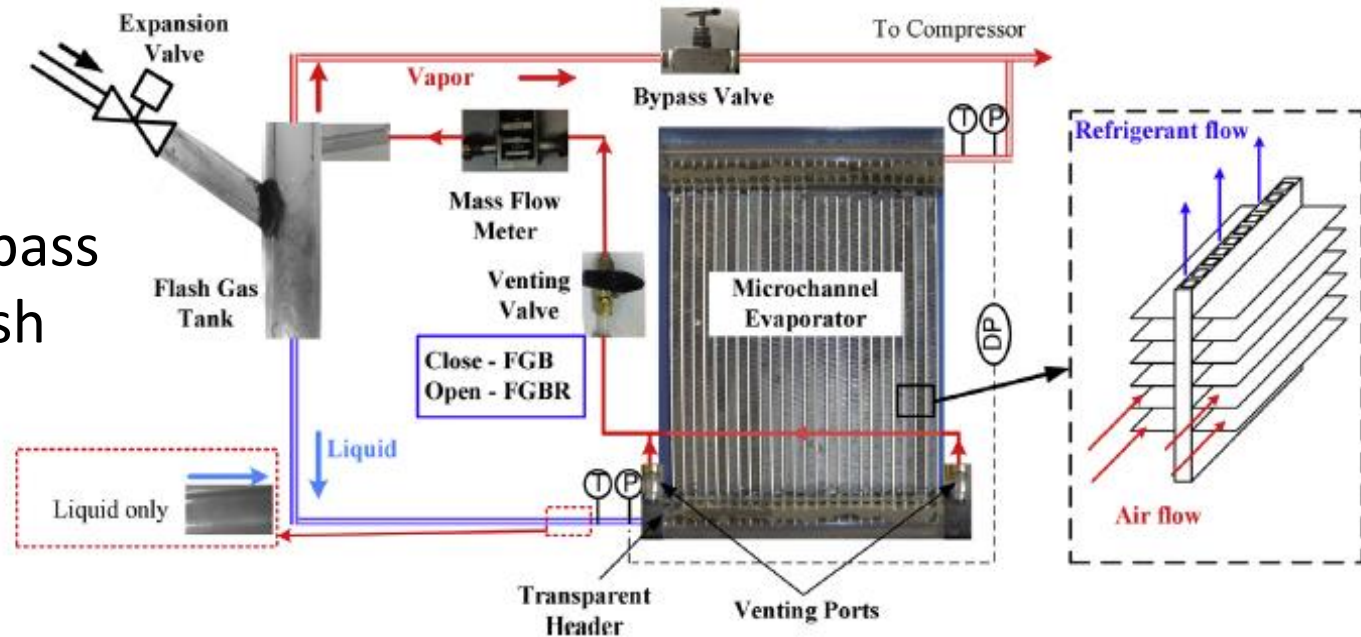 Expansion
Valve
To Compressor
Vapor
Bypass Valve
T P
Refrigerant flow
Mass Flow
Meter
pass
sh
Flash Gas
Tank
Venting
Valve
Microchannel
Evaporator
DP
Close - FGB
Open - FGBR
Liquid
T P
Liquid only
Air flow
Transparent
Header
Venting Ports